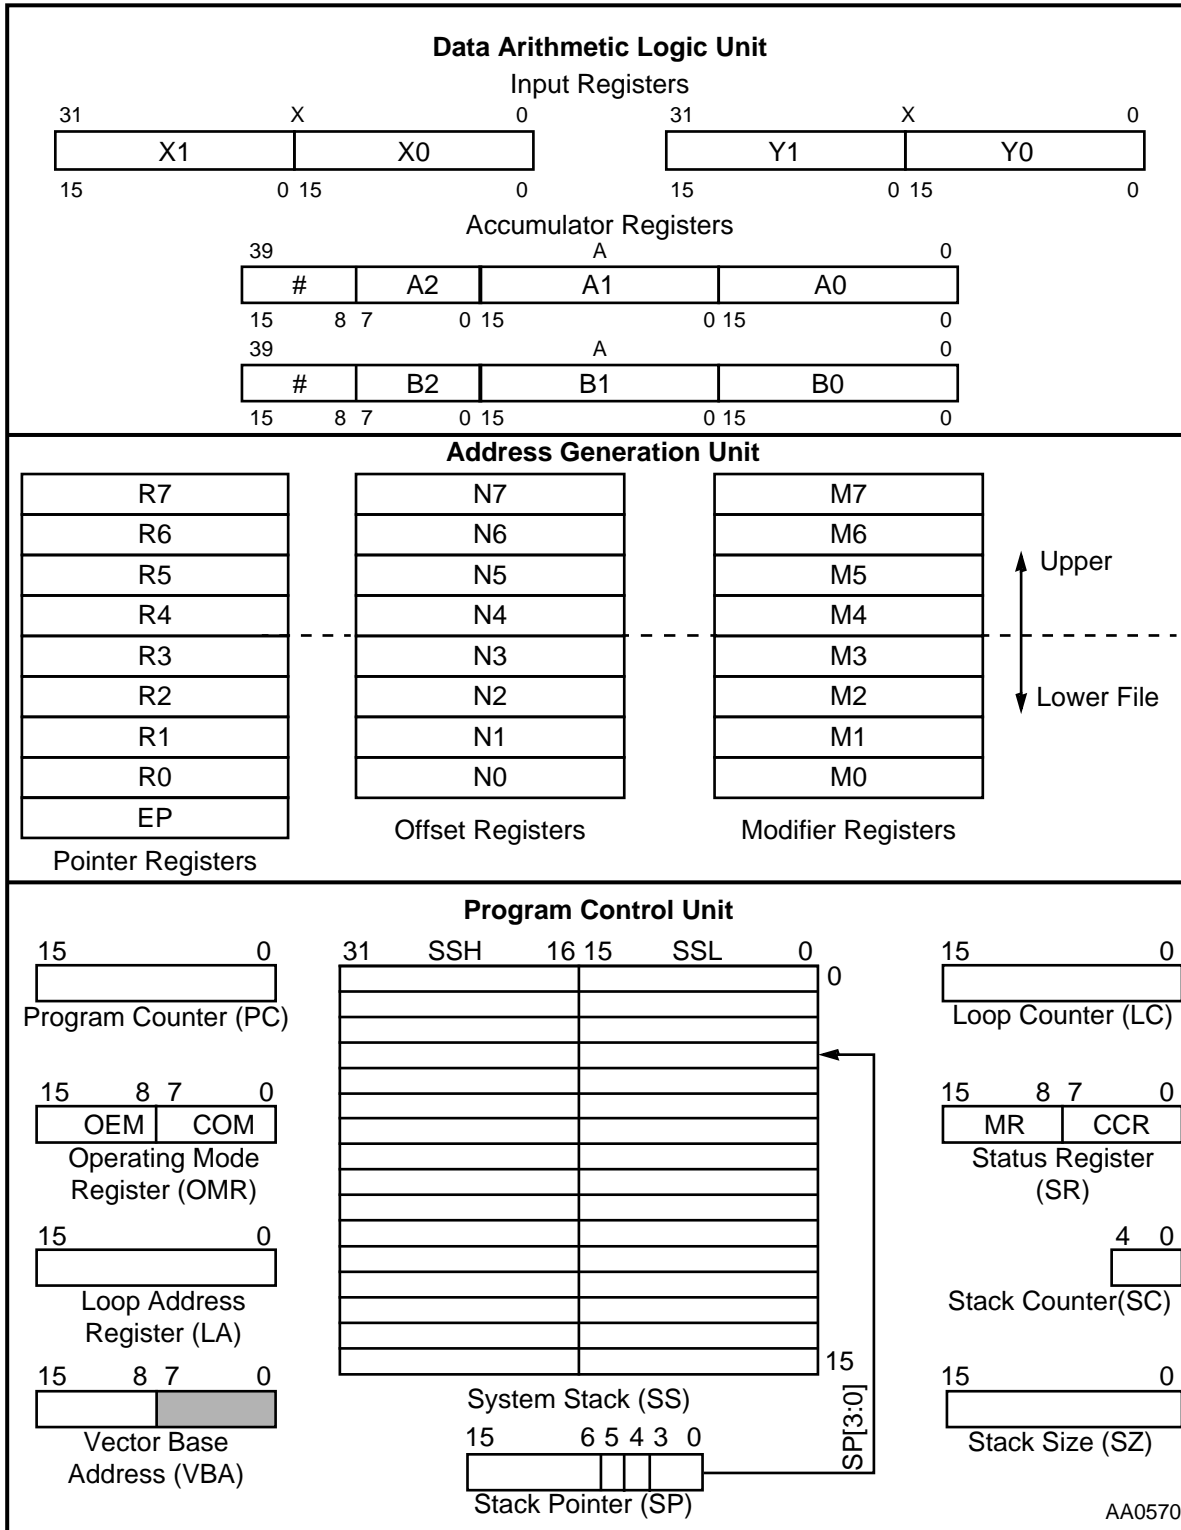 Data Arithmetic Logic Unit
Input Registers
31 X 0 31 X 0
X1 X0 Y1 Y0
15 0 15 0 15 0 15 0
Accumulator Registers
39 A 0
# A2 A1 A0
15 8 7 0 15 0 15 0
39 A 0
# B2 B1 B0
15 8 7 0 15 0 15 0
Address Generation Unit
R7 N7 M7
R6 N6 M6
R5 N5 M5
Upper
R4 N4 M4
R3 N3 M3
R2 N2 M2
Lower File
R1 N1 M1
R0 N0 M0
EP
Offset Registers Modifier Registers
Pointer Registers
Program Control Unit
15 0 31 SSH 16 15 SSL 0 15 0
0
Program Counter (PC) Loop Counter (LC)
15 8 7 0 15 8 7 0
OEM COM MR CCR
Operating Mode
Register (OMR)
Status Register
(SR)
15 0 4 0
Loop Address
Register (LA)
Stack Counter(SC)
15 8 7 0 15 15 0
System Stack (SS)
SP[3:0]
Vector Base
Address (VBA)
15 6 5 4 3 0
Stack Size (SZ)
Stack Pointer (SP)
AA0570